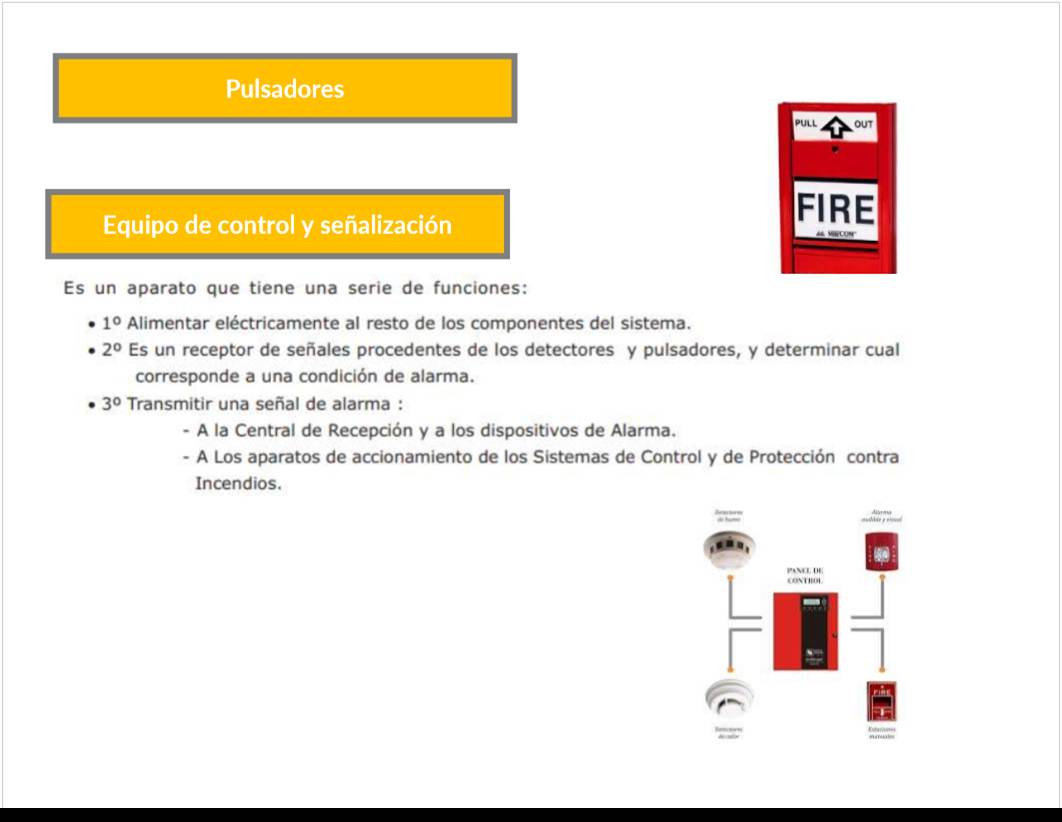 Pulsadores
PULL OUT
FIRE
Equipo de control y señalización
Es un aparato que tiene una serie de funciones:
• 1º Alimentar eléctricamente al resto de los componentes del sistema.
• 2º Es un receptor de señales procedentes de los detectores y pulsadores, y determinar cual
corresponde a una condición de alarma.
• 3º Transmitir una señal de alarma :
- A la Central de Recepción y a los dispositivos de Alarma.
- A Los aparatos de accionamiento de los Sistemas de Control y de Protección contra
Incendios.
Detectores
de humo
Alarma
audible y visual
PANEL DE
CONTROL
FIRE
Detectores
de calor
Estaciones
manuales